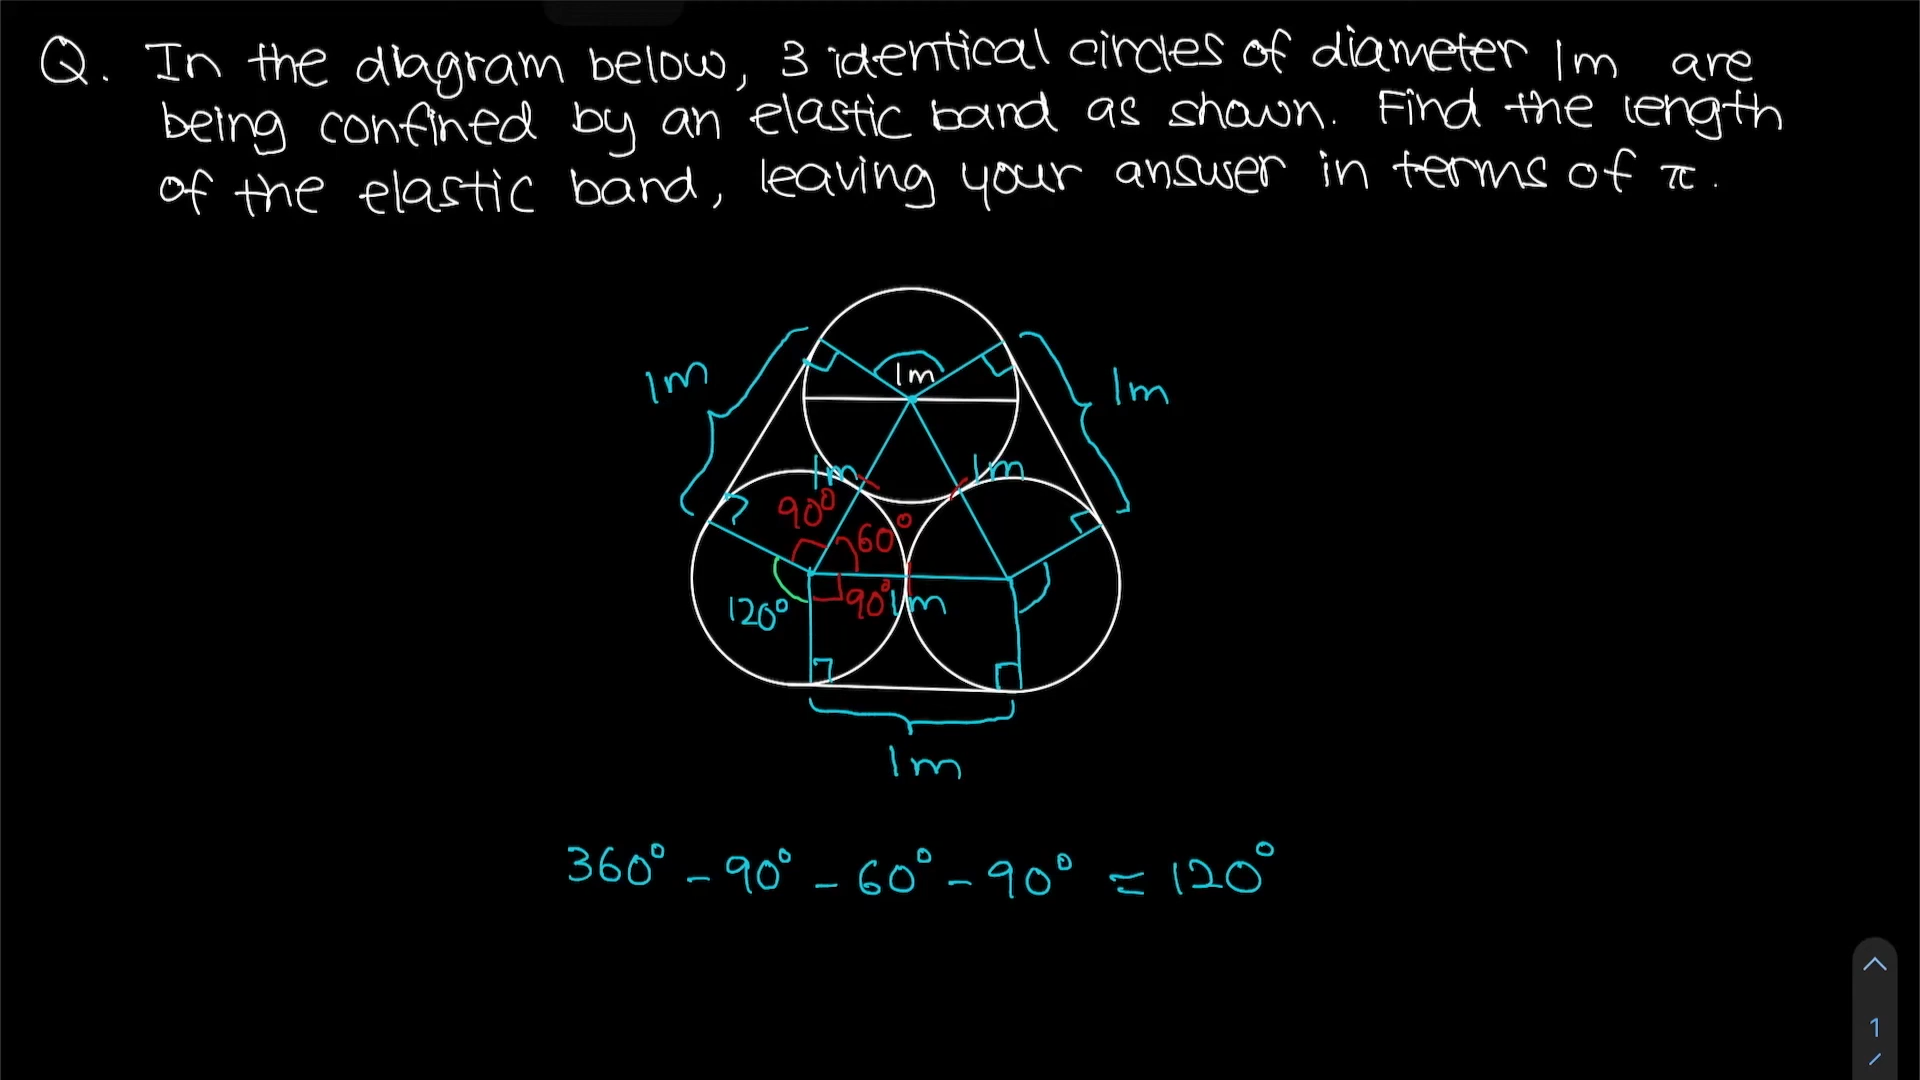 Q. In the diagram below, 3 identical circles of diameter 1m are
being confined by an elastic band as shown. Find the length
of the elastic band, leaving your answer in terms of π.
1m
1m
1m
1m
1m
90°
60°
120°
90°
1m
1m
360° - 90° - 60° - 90° = 120°
1